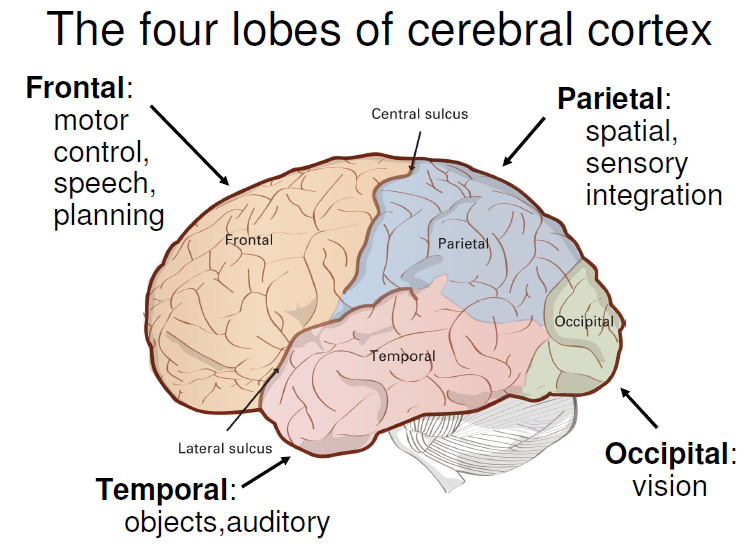 The four lobes of cerebral cortex
Frontal:
motor
control,
speech,
planning
Central sulcus
Parietal:
spatial,
sensory
integration
Frontal
Parietal
Occipital
Temporal
Lateral sulcus
Temporal:
objects,auditory
Occipital:
vision